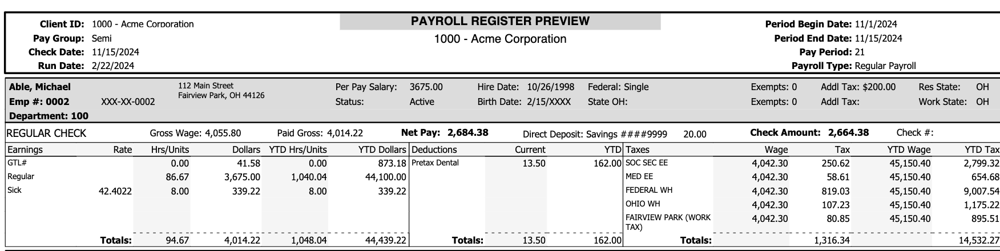 PAYROLL REGISTER PREVIEW
1000 - Acme Corporation
Client ID: 1000 - Acme Corporation
Pay Group: Semi
Check Date: 11/15/2024
Run Date: 2/22/2024
Period Begin Date: 11/1/2024
Period End Date: 11/15/2024
Pay Period: 21
Payroll Type: Regular Payroll
Able, Michael 112 Main Street Per Pay Salary: 3675.00 Hire Date: 10/26/1998 Federal: Single Exempts: 0 Addl Tax: $200.00 Res State: OH
Fairview Park, OH 44126
Emp #: 0002 XXX-XX-0002 Status: Active Birth Date: 2/15/XXXX State OH: Exempts: 0 Addl Tax: Work State: OH
Department: 100
REGULAR CHECK Gross Wage: 4,055.80 Paid Gross: 4,014.22 Net Pay: 2,684.38 Direct Deposit: Savings ####9999 20.00 Check Amount: 2,664.38 Check #:
Earnings Rate Hrs/Units Dollars YTD Hrs/Units YTD Dollars Deductions Current YTD Taxes Wage Tax YTD Wage YTD Tax
GTL# 0.00 41.58 0.00 873.18 Pretax Dental 13.50 162.00 SOC SEC EE 4,042.30 250.62 45,150.40 2,799.32
Regular 86.67 3,675.00 1,040.04 44,100.00 MED EE 4,042.30 58.61 45,150.40 654.68
Sick 42.4022 8.00 339.22 8.00 339.22 FEDERAL WH 4,042.30 819.03 45,150.40 9,007.54
OHIO WH 4,042.30 107.23 45,150.40 1,175.22
FAIRVIEW PARK (WORK 4,042.30 80.85 45,150.40 895.51
TAX)
Totals: 94.67 4,014.22 1,048.04 44,439.22 Totals: 13.50 162.00 Totals: 1,316.34 14,532.27